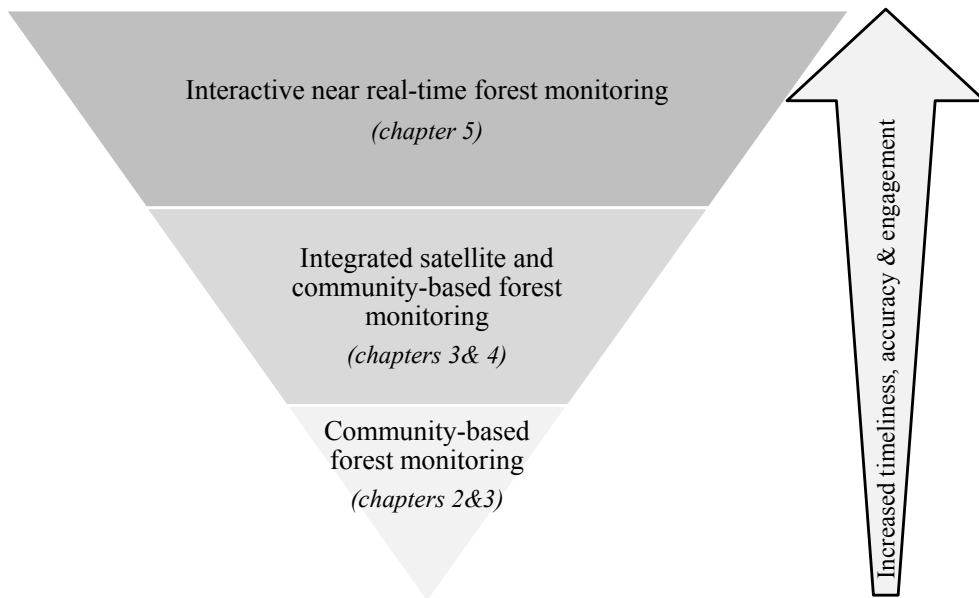 Interactive near real-time forest monitoring
(chapter 5)
Integrated satellite and
community-based forest
monitoring
(chapters 3& 4)
Community-based
forest monitoring
(chapters 2&3)
Increased timeliness, accuracy & engagement